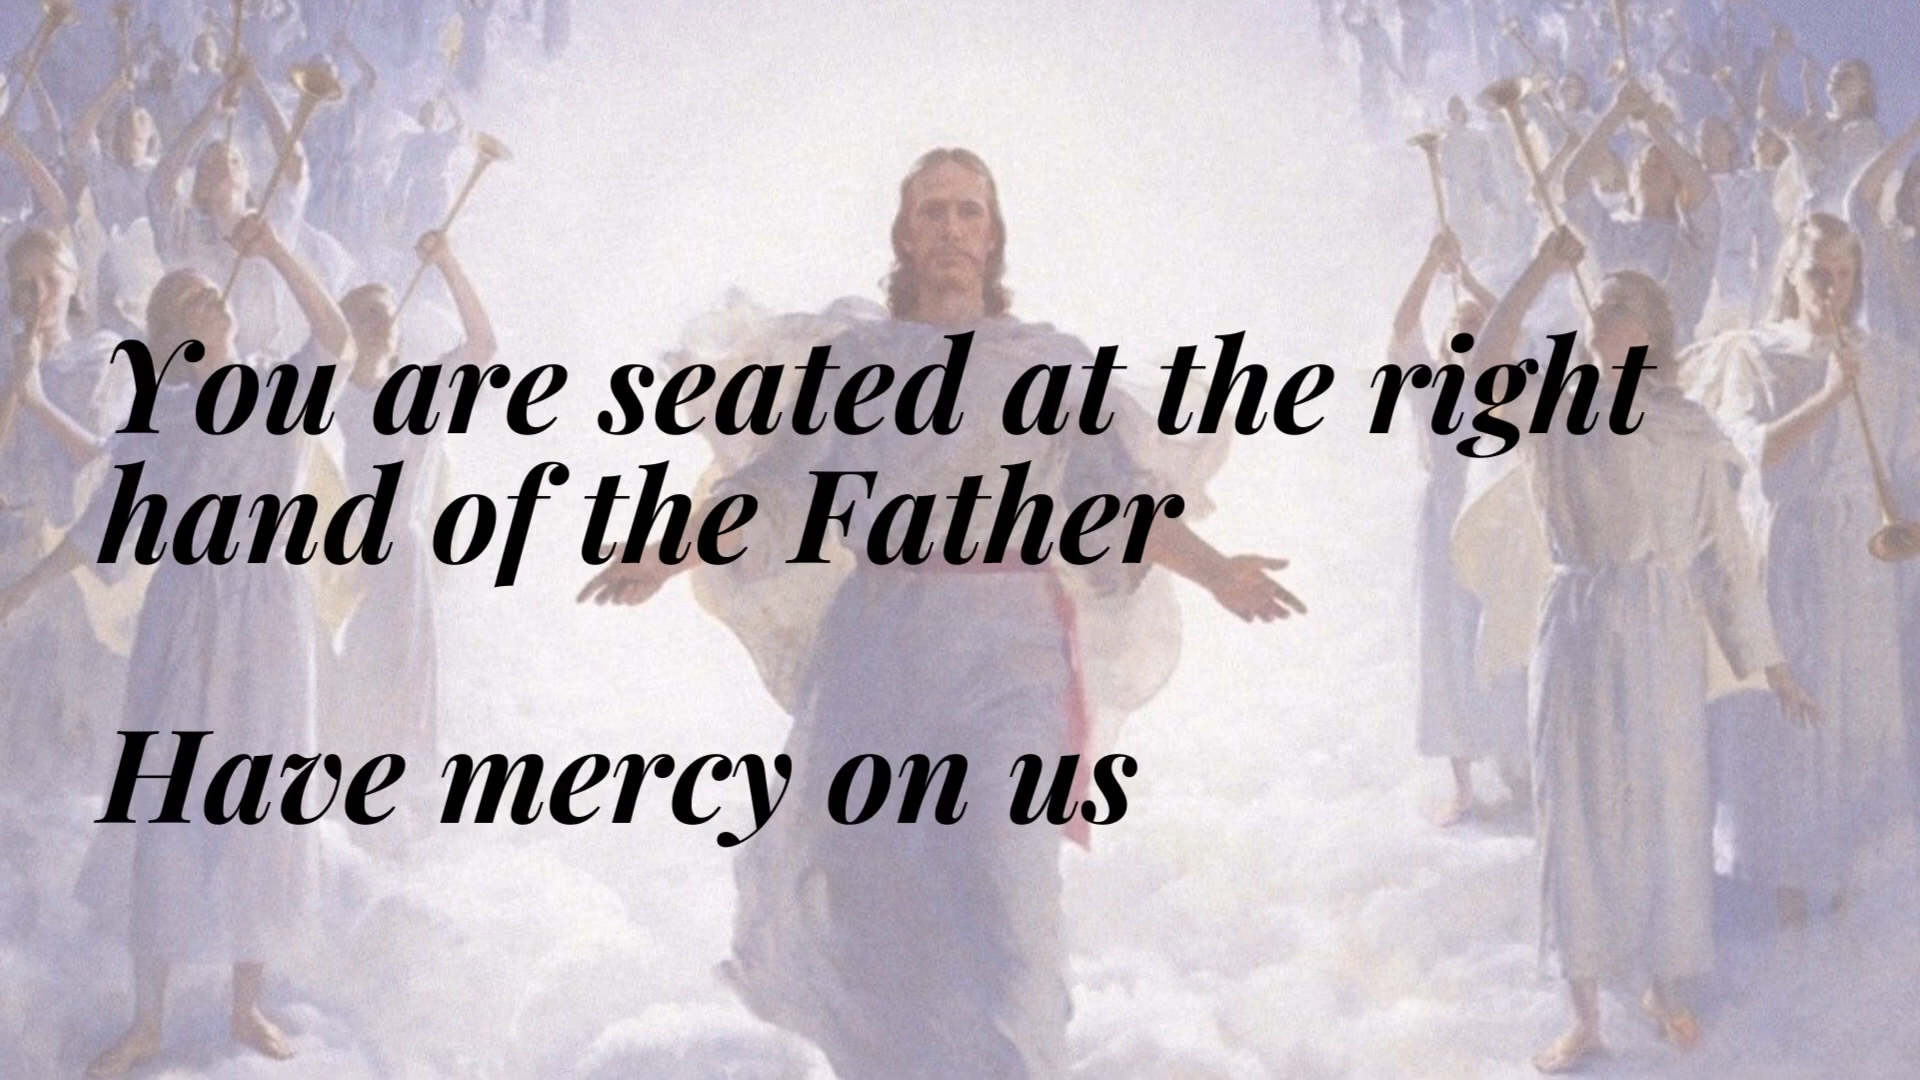 You are seated at the right
hand of the Father
Have mercy on us